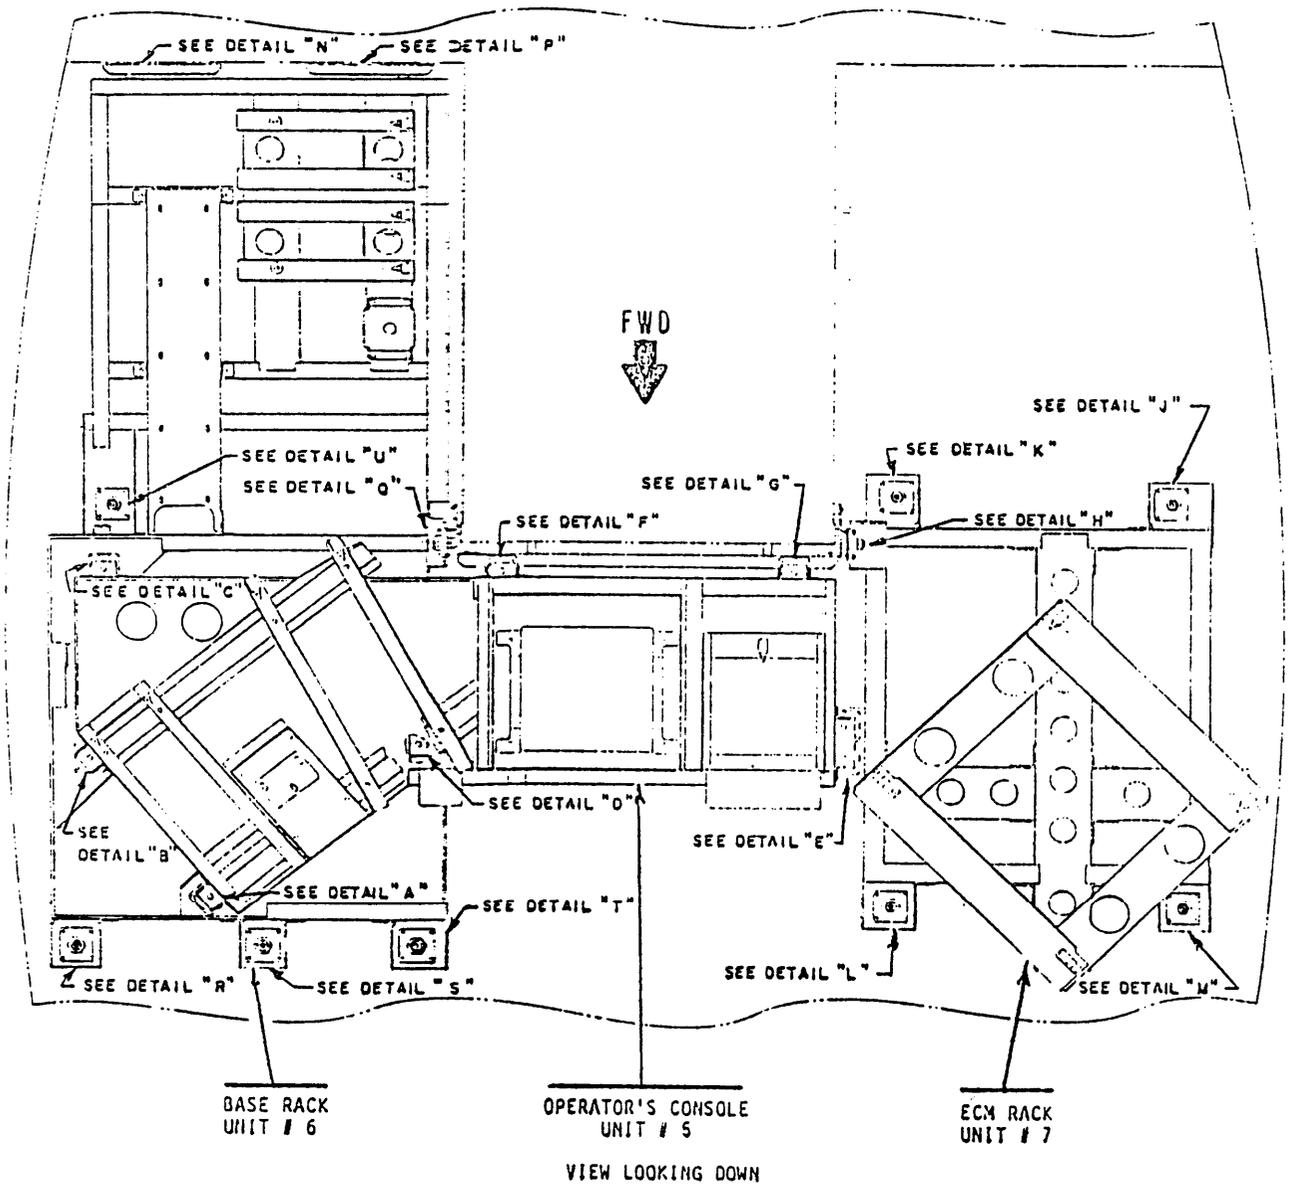 SEE DETAIL "N"
SEE DETAIL "P"
FWD
SEE DETAIL "J"
SEE DETAIL "K"
SEE DETAIL "U"
SEE DETAIL "Q"
SEE DETAIL "G"
SEE DETAIL "F"
SEE DETAIL "H"
SEE DETAIL "C"
SEE DETAIL "D"
SEE
DETAIL "B"
SEE DETAIL "E"
SEE DETAIL "A"
SEE DETAIL "T"
SEE DETAIL "L"
SEE DETAIL "R"
SEE DETAIL "S"
SEE DETAIL "M"
BASE RACK
UNIT # 6
OPERATOR'S CONSOLE
UNIT # 5
ECM RACK
UNIT # 7
VIEW LOOKING DOWN